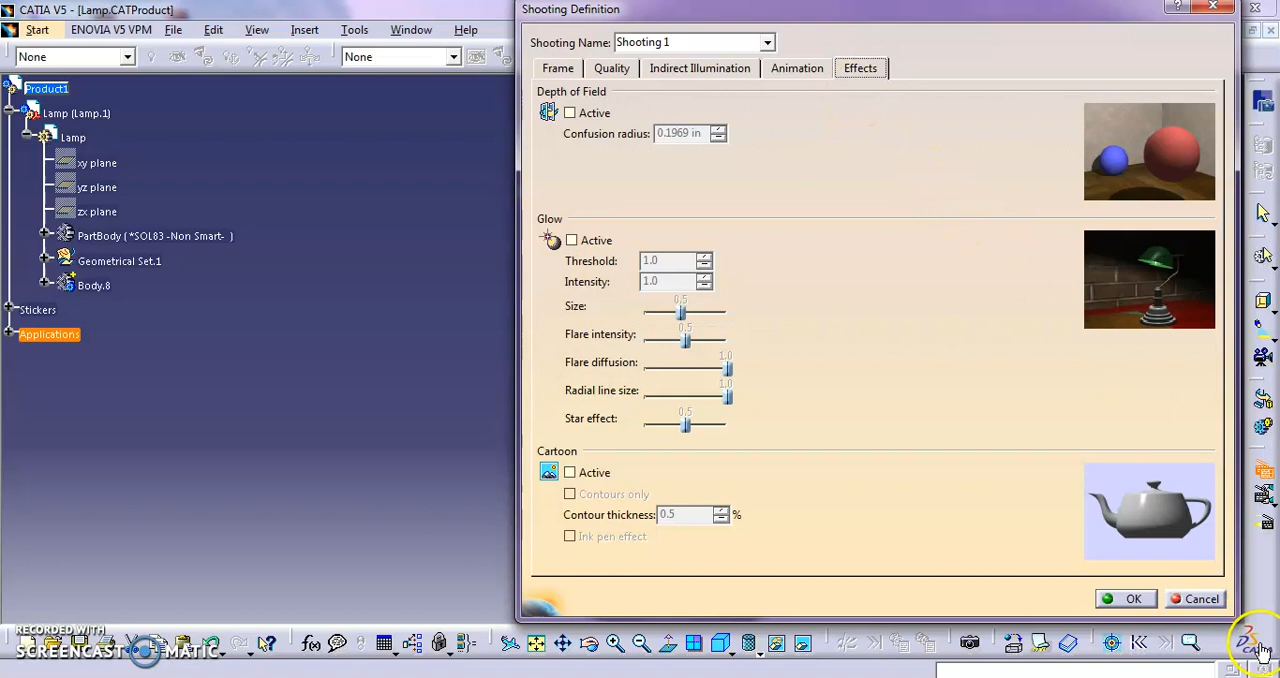 CATIA V5 - [Lamp.CATProduct]
Start ENOVIA V5 VPM File Edit View Insert Tools Window Help
None None
Product1
Lamp (Lamp.1)
Lamp
xy plane
yz plane
zx plane
PartBody ( *SOL83 -Non Smart- )
Geometrical Set.1
Body.8
Stickers
Applications
Shooting Definition
Shooting Name: Shooting 1
Frame Quality Indirect Illumination Animation Effects
Depth of Field
Active
Confusion radius: 0.1969 in
Glow
Active
Threshold: 1.0
Intensity: 1.0
Size: 0.5
Flare intensity: 0.5
Flare diffusion: 1.0
Radial line size: 1.0
Star effect: 0.5
Cartoon
Active
Contours only
Contour thickness: 0.5 %
Ink pen effect
OK Cancel
RECORDED WITH
SCREENCAST MATIC
f(x)